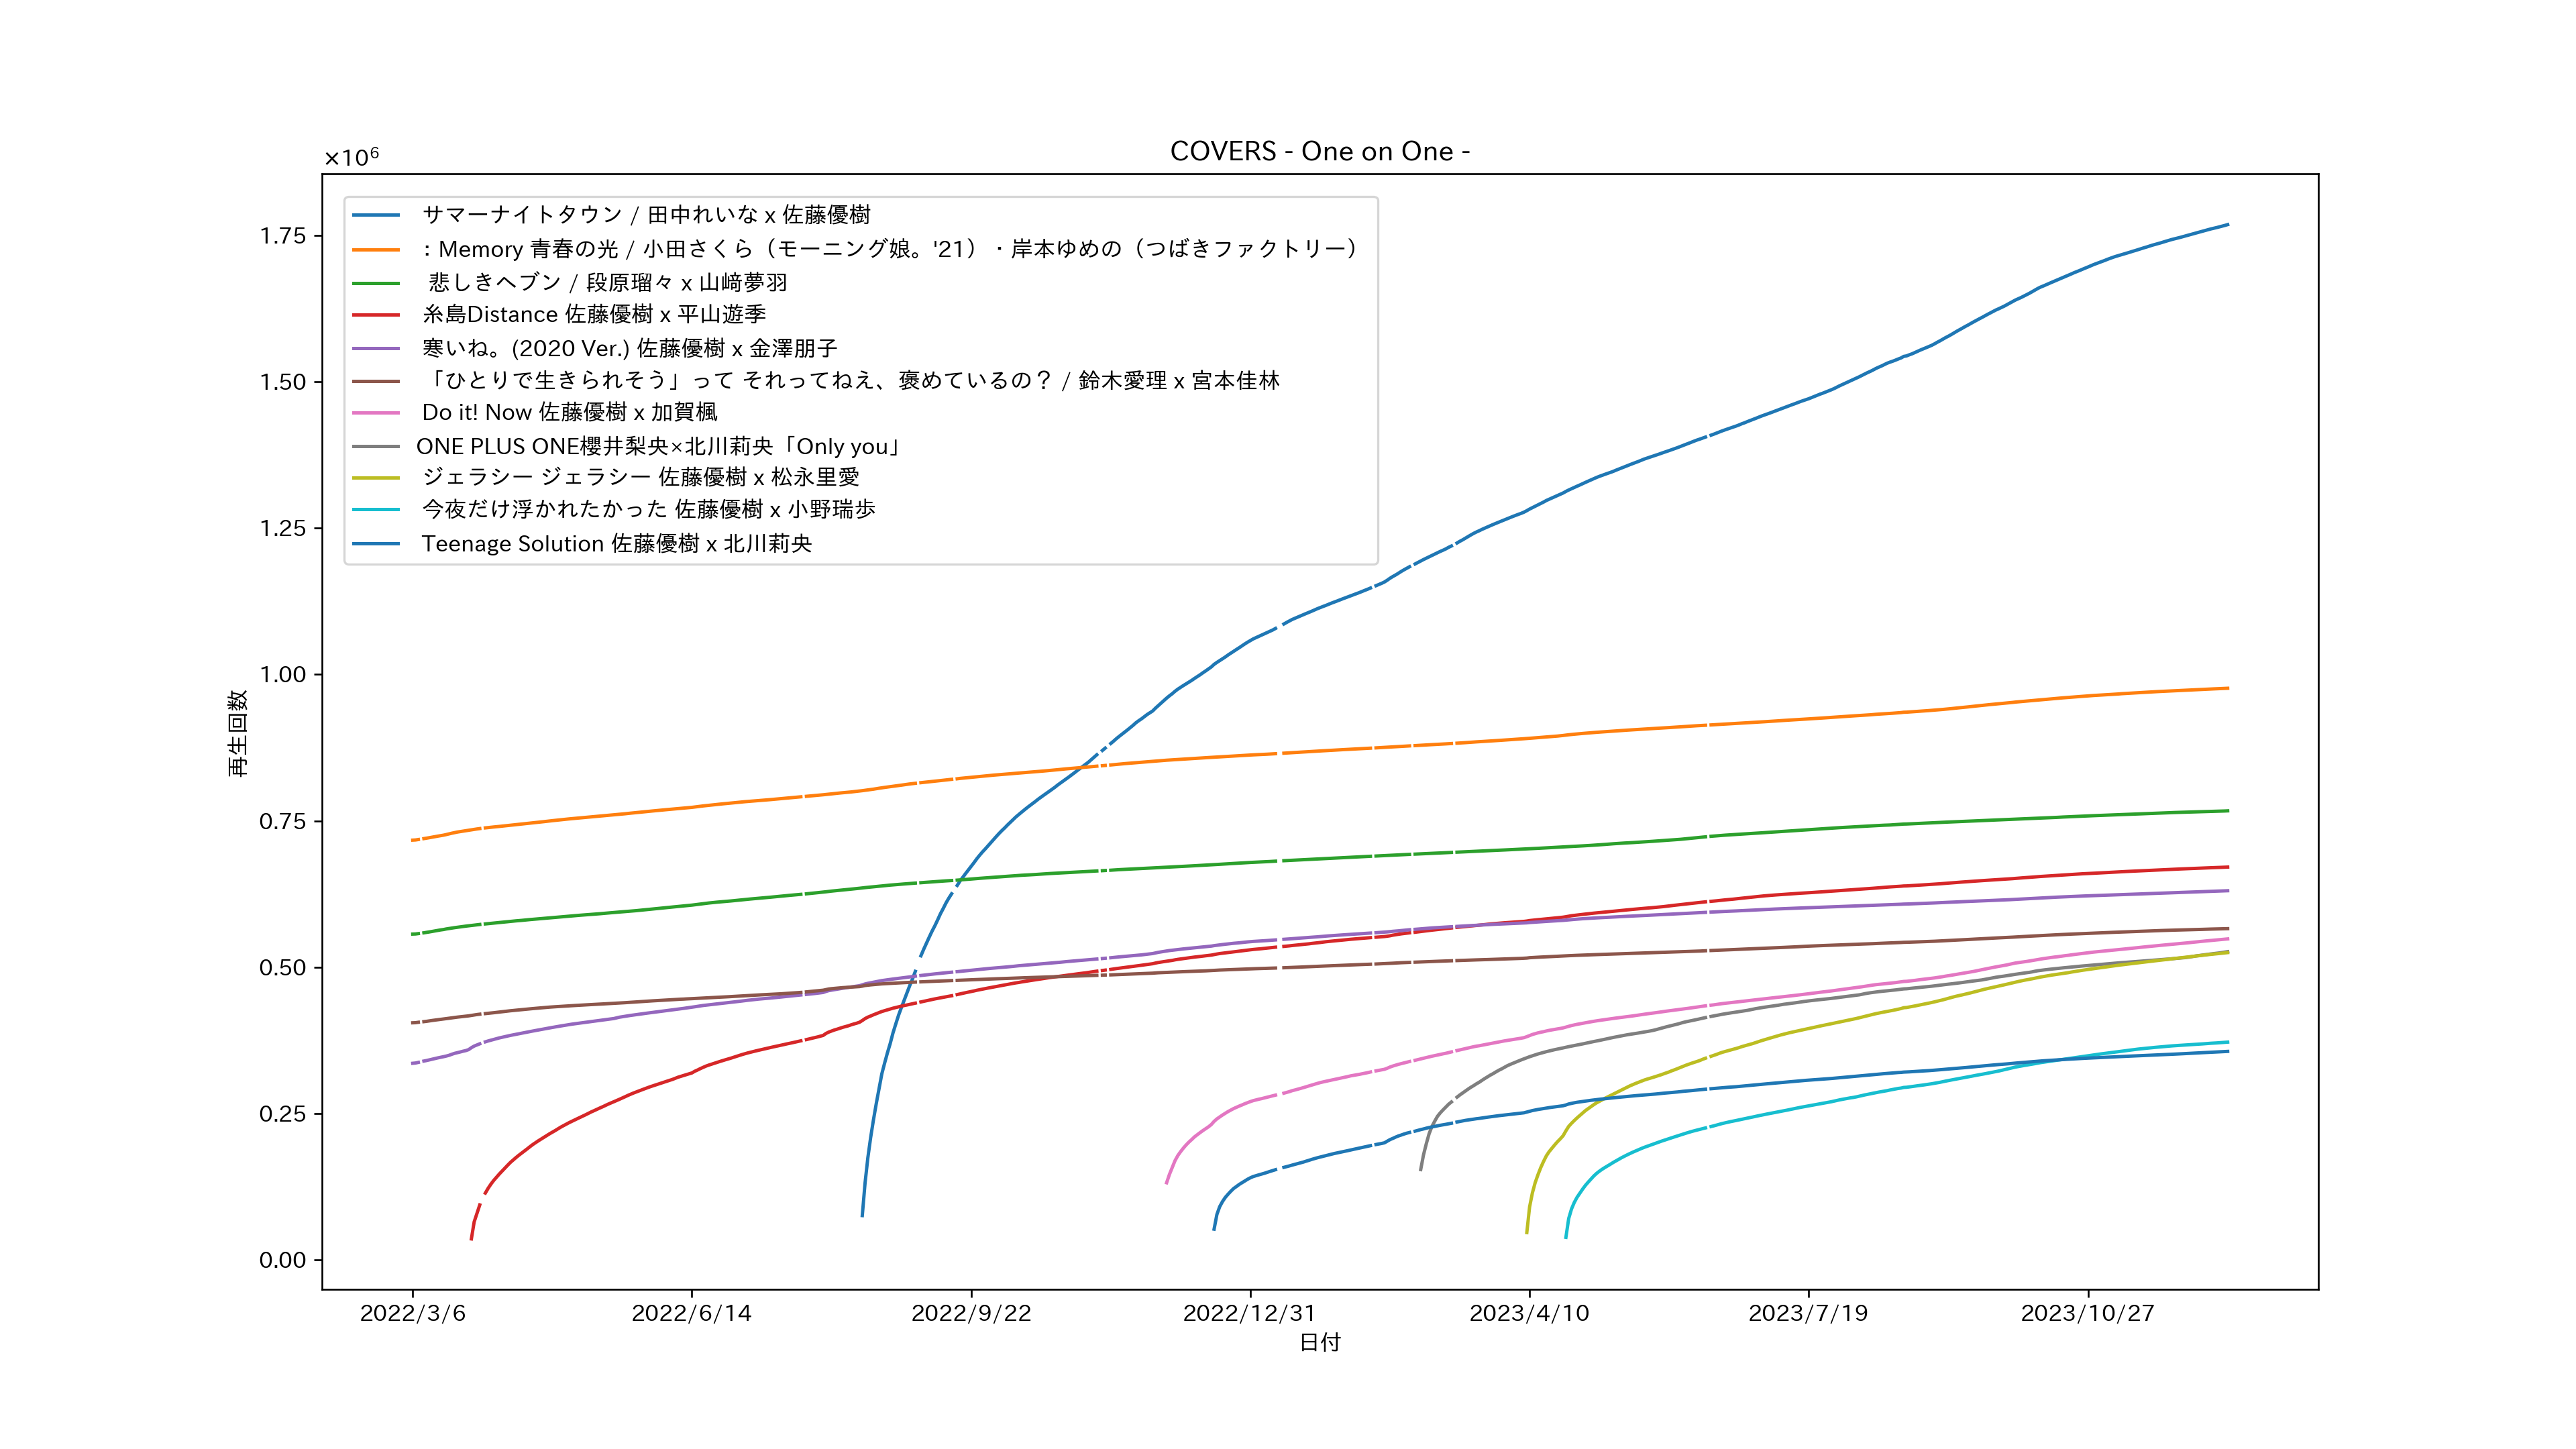 COVERS - One on One -
×10⁶
サマーナイトタウン / 田中れいな x 佐藤優樹
: Memory 青春の光 / 小田さくら（モーニング娘。'21）・岸本ゆめの（つばきファクトリー）
悲しきヘブン / 段原瑠々 x 山﨑夢羽
糸島Distance 佐藤優樹 x 平山遊季
寒いね。(2020 Ver.) 佐藤優樹 x 金澤朋子
「ひとりで生きられそう」って それってねえ、褒めているの？ / 鈴木愛理 x 宮本佳林
Do it! Now 佐藤優樹 x 加賀楓
ONE PLUS ONE櫻井梨央×北川莉央「Only you」
ジェラシー ジェラシー 佐藤優樹 x 松永里愛
今夜だけ浮かれたかった 佐藤優樹 x 小野瑞歩
Teenage Solution 佐藤優樹 x 北川莉央
1.75
1.50
1.25
1.00
0.75
0.50
0.25
0.00
再生回数
2022/3/6
2022/6/14
2022/9/22
2022/12/31
2023/4/10
2023/7/19
2023/10/27
日付